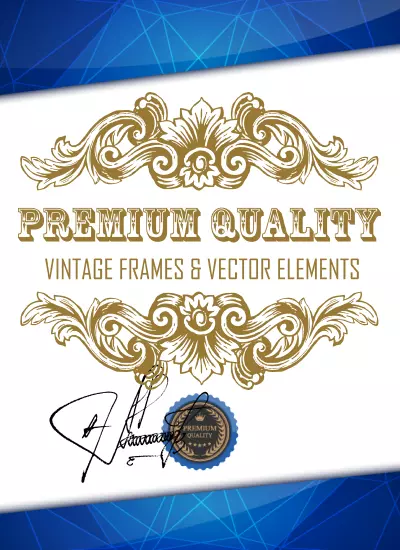 PREMIUM QUALITY
VINTAGE FRAMES & VECTOR ELEMENTS
PREMIUM
QUALITY